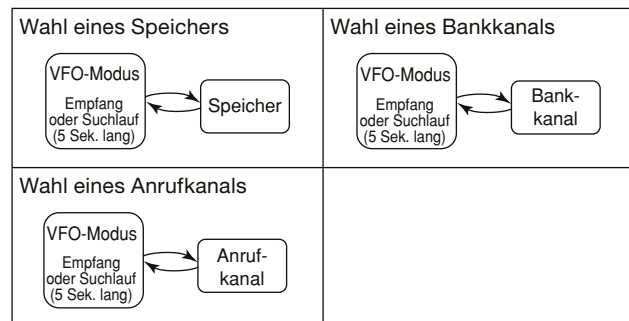 Wahl eines Speichers
VFO-Modus
Empfang
oder Suchlauf
(5 Sek. lang)
Speicher
Wahl eines Bankkanals
VFO-Modus
Empfang
oder Suchlauf
(5 Sek. lang)
Bank-
kanal
Wahl eines Anrufkanals
VFO-Modus
Empfang
oder Suchlauf
(5 Sek. lang)
Anruf-
kanal